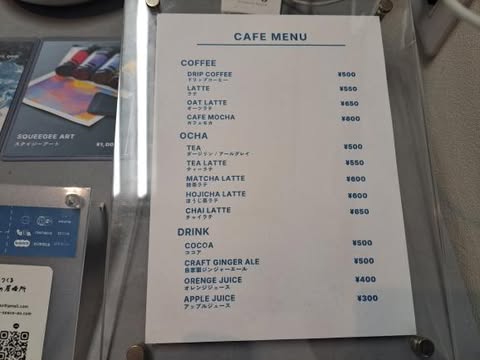 CAFE MENU
COFFEE
DRIP COFFEE ¥500
ドリップコーヒー
LATTE ¥550
ラテ
OAT LATTE ¥650
オーツラテ
CAFE MOCHA ¥600
カフェモカ
OCHA
TEA ¥500
ダージリン / アールグレイ
TEA LATTE ¥550
ティーラテ
MATCHA LATTE ¥600
抹茶ラテ
HOJICHA LATTE ¥600
ほうじ茶ラテ
CHAI LATTE ¥650
チャイラテ
DRINK
COCOA ¥500
ココア
CRAFT GINGER ALE ¥500
自家製ジンジャーエール
ORENGE JUICE ¥400
オレンジジュース
APPLE JUICE ¥300
アップルジュース
SQUEEGEE ART
スクイジーアート